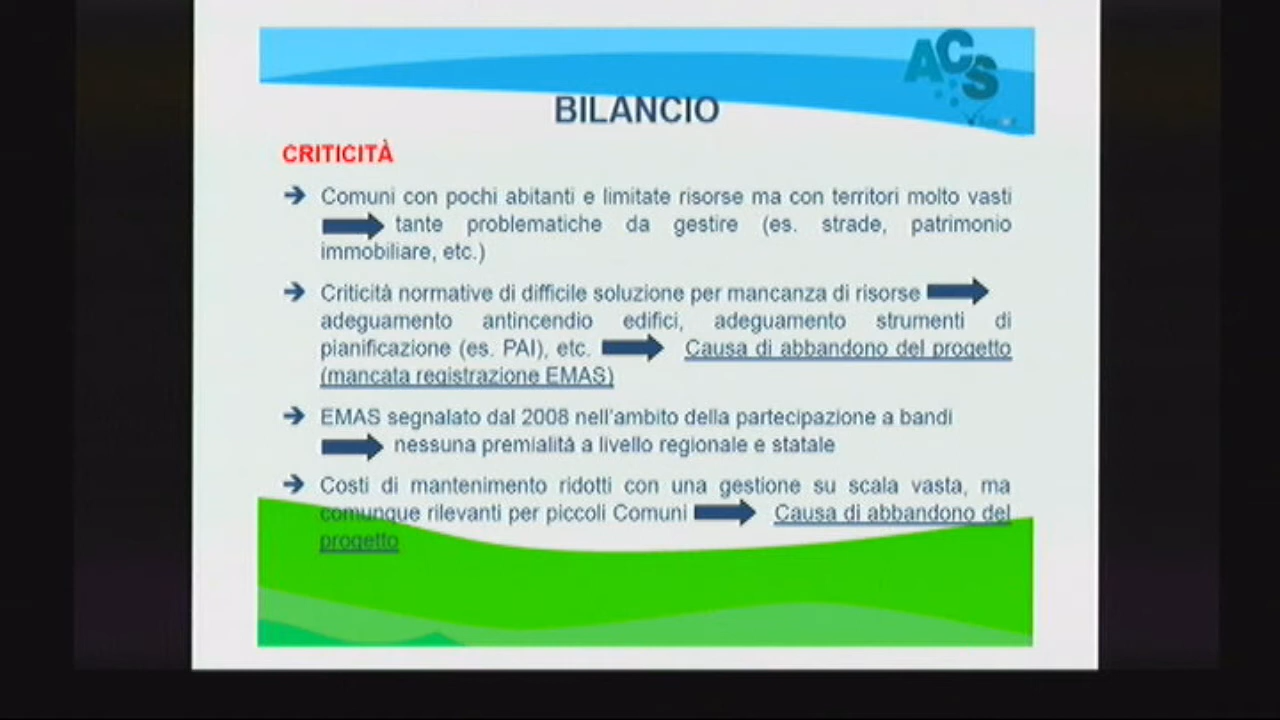 ACS
BILANCIO
CRITICITÀ
Comuni con pochi abitanti e limitate risorse ma con territori molto vasti
tante problematiche da gestire (es. strade, patrimonio
immobiliare, etc.)
Criticità normative di difficile soluzione per mancanza di risorse
adeguamento antincendio edifici, adeguamento strumenti di
pianificazione (es. PAI), etc. Causa di abbandono del progetto
(mancata registrazione EMAS)
EMAS segnalato dal 2008 nell'ambito della partecipazione a bandi
nessuna premialità a livello regionale e statale
Costi di mantenimento ridotti con una gestione su scala vasta, ma
comunque rilevanti per piccoli Comuni Causa di abbandono del
progetto